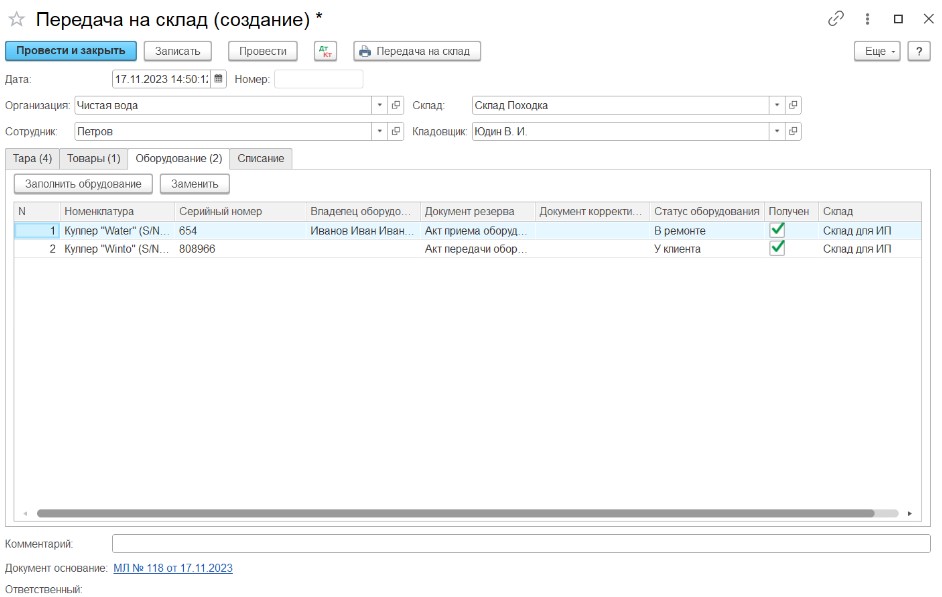 Передача на склад (создание) *
Провести и закрыть Записать Провести Дт Кт Передача на склад Еще ?
Дата: 17.11.2023 14:50:12 Номер:
Организация: Чистая вода Склад: Склад Походка
Сотрудник: Петров Кладовщик: Юдин В. И.
Тара (4) Товары (1) Оборудование (2) Списание
Заполнить обрудование Заменить
N Номенклатура Серийный номер Владелец оборудо... Документ резерва Документ корректи... Статус оборудования Получен Склад
1 Куллер "Water" (S/N... 654 Иванов Иван Иван... Акт приема оборуд... В ремонте Склад для ИП
2 Куллер "Winto" (S/N... 808966 Акт передачи обор... У клиента Склад для ИП
Комментарий:
Документ основание: МЛ № 118 от 17.11.2023
Ответственный: